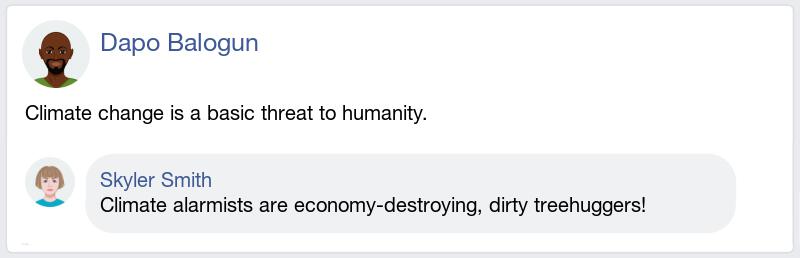 Dapo Balogun
Climate change is a basic threat to humanity.
Skyler Smith
Climate alarmists are economy-destroying, dirty treehuggers!